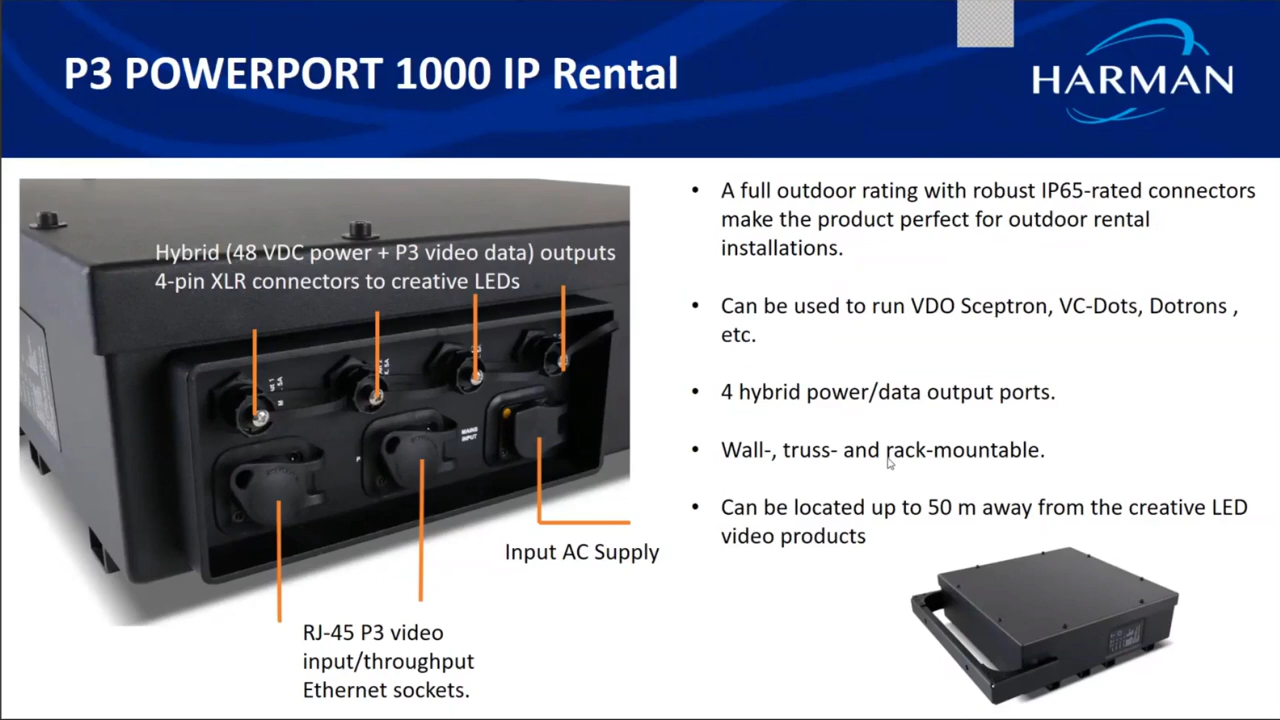 P3 POWERPORT 1000 IP Rental
HARMAN
Hybrid (48 VDC power + P3 video data) outputs
4-pin XLR connectors to creative LEDs
MAINS
INPUT
Input AC Supply
RJ-45 P3 video
input/throughput
Ethernet sockets.
• A full outdoor rating with robust IP65-rated connectors
make the product perfect for outdoor rental
installations.
• Can be used to run VDO Sceptron, VC-Dots, Dotrons ,
etc.
• 4 hybrid power/data output ports.
• Wall-, truss- and rack-mountable.
• Can be located up to 50 m away from the creative LED
video products